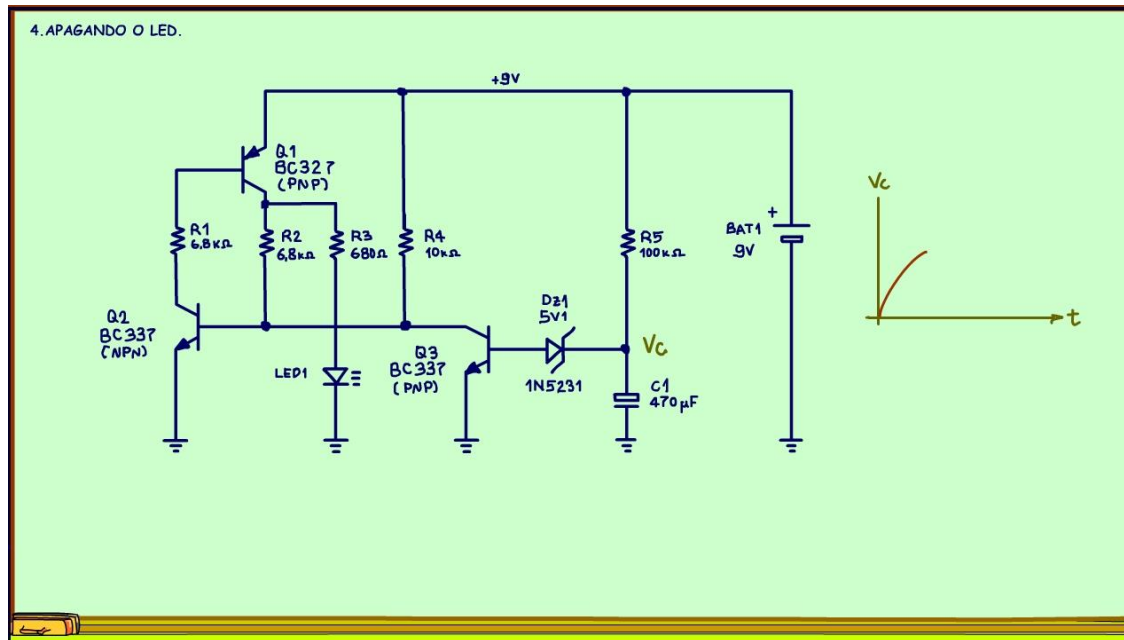 4.APAGANDO O LED.
+9V
Q1
BC327
(PNP)
R1
6,8kΩ
R2
6,8kΩ
R3
680Ω
R4
10kΩ
R5
100kΩ
BAT1
9V
+
Vc
t
Q2
BC337
(NPN)
LED1
Q3
BC337
(PNP)
Dz1
5V1
1N5231
Vc
C1
470µF